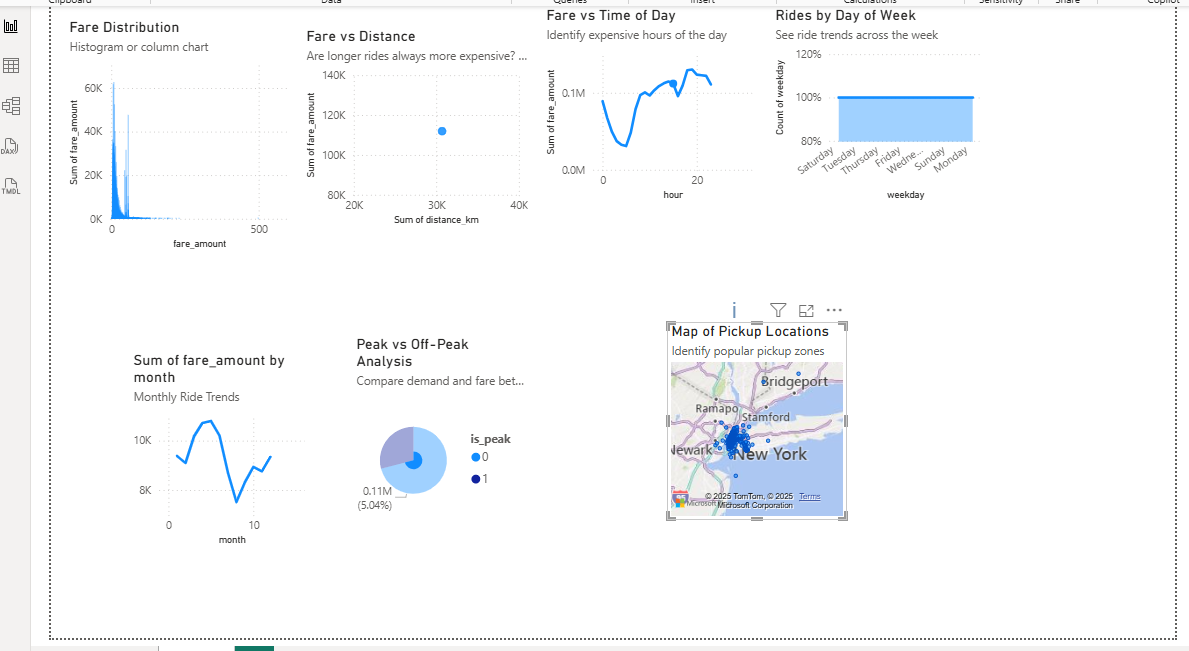 Clipboard Data Queries Insert Calculations Sensitivity Share Copilot
Fare Distribution
Histogram or column chart
60K
40K
20K
0K
0 500
Sum of fare_amount
fare_amount
Fare vs Distance
Are longer rides always more expensive? ...
140K
120K
100K
80K
20K 30K 40K
Sum of fare_amount
Sum of distance_km
Fare vs Time of Day
Identify expensive hours of the day
0.1M
0.0M
0 20
Sum of fare_amount
hour
Rides by Day of Week
See ride trends across the week
120%
100%
80%
Count of weekday
Saturday
Tuesday
Thursday
Friday
Wedne...
Sunday
Monday
weekday
DAX
TMDL
Sum of fare_amount by
month
Monthly Ride Trends
10K
8K
0 10
month
Peak vs Off-Peak
Analysis
Compare demand and fare bet...
is_peak
0
1
0.11M
(5.04%)
Map of Pickup Locations
Identify popular pickup zones
Bridgeport
Ramapo
Stamford
Newark
New York
© 2025 TomTom, © 2025 Terms
Microsoft Corporation
Microsoft